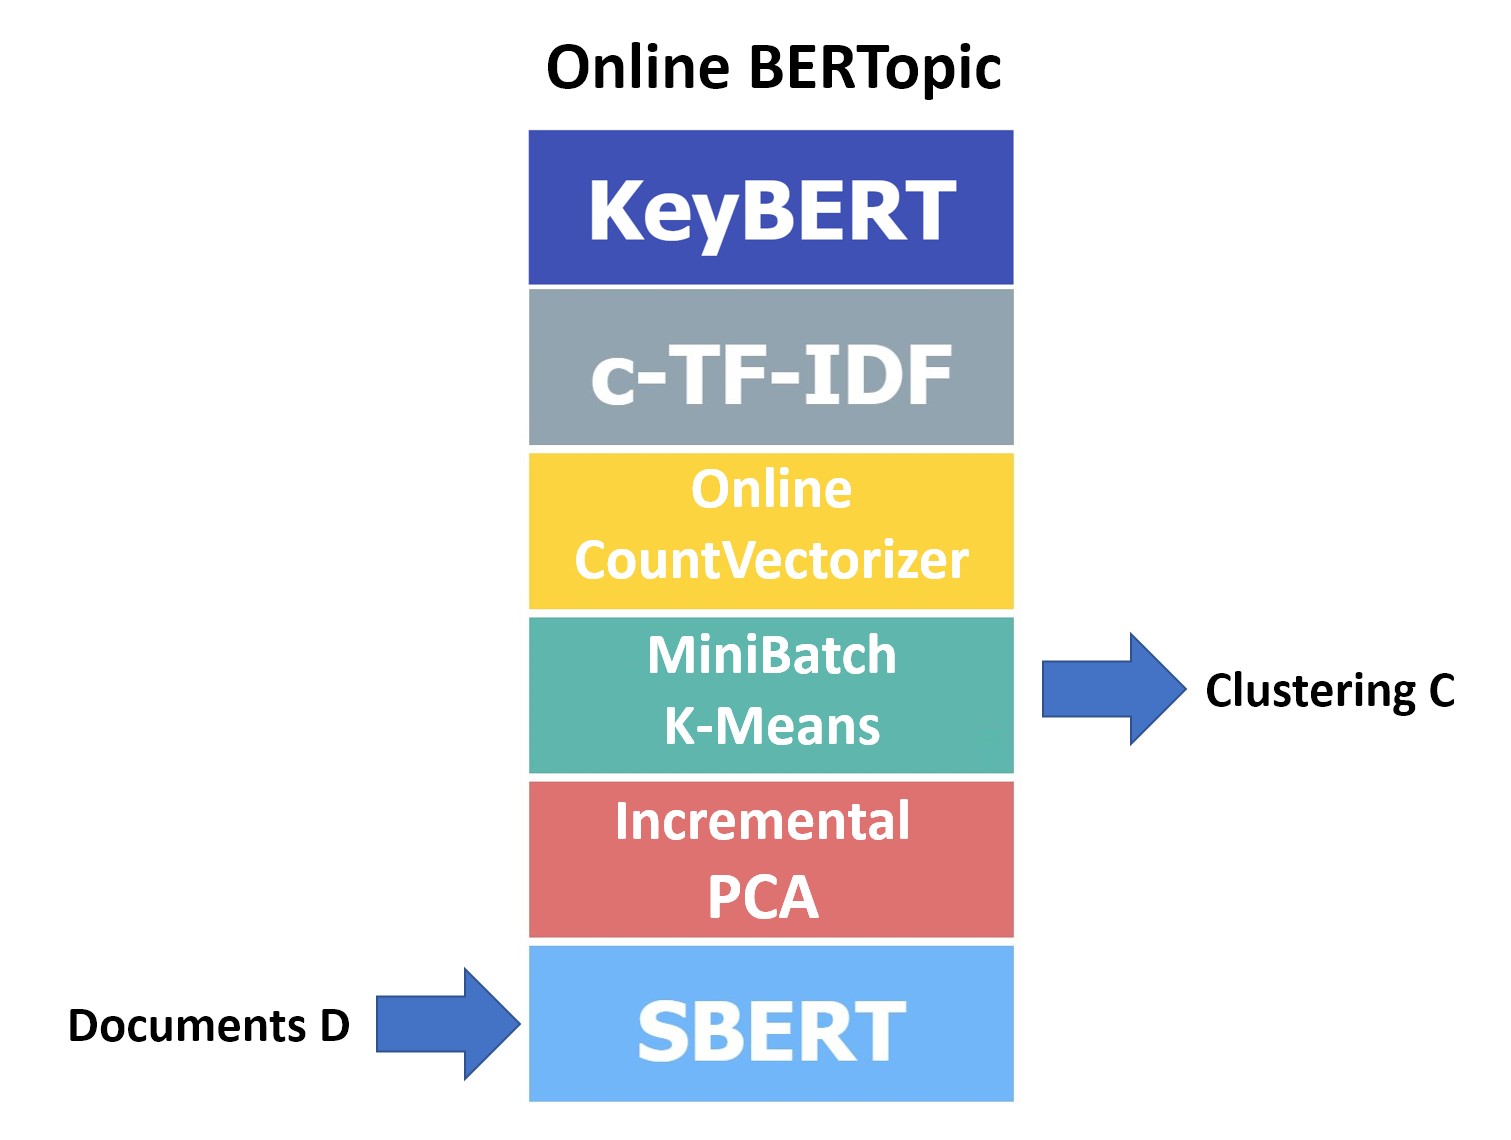 Online BERTopic
KeyBERT
c-TF-IDF
Online
CountVectorizer
MiniBatch
K-Means
Clustering C
Incremental
PCA
Documents D
SBERT